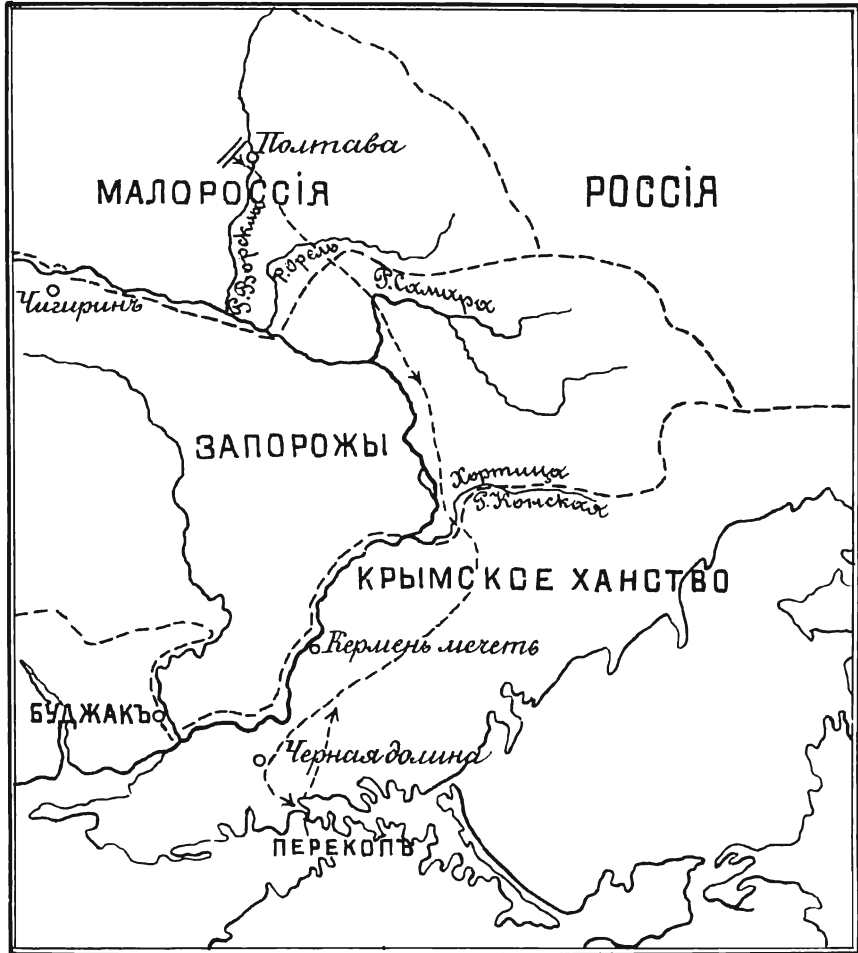 Полтава
МАЛОРОССІЯ
РОССІЯ
Р. Ворскла
Р. Орель
Р. Самара
Чигиринъ
ЗАПОРОЖЫ
Хортица
Р. Конская
КРЫМСКОЕ ХАНСТВО
Кермень мечеть
БУДЖАКЪ
Черная долина
ПЕРЕКОПЪ